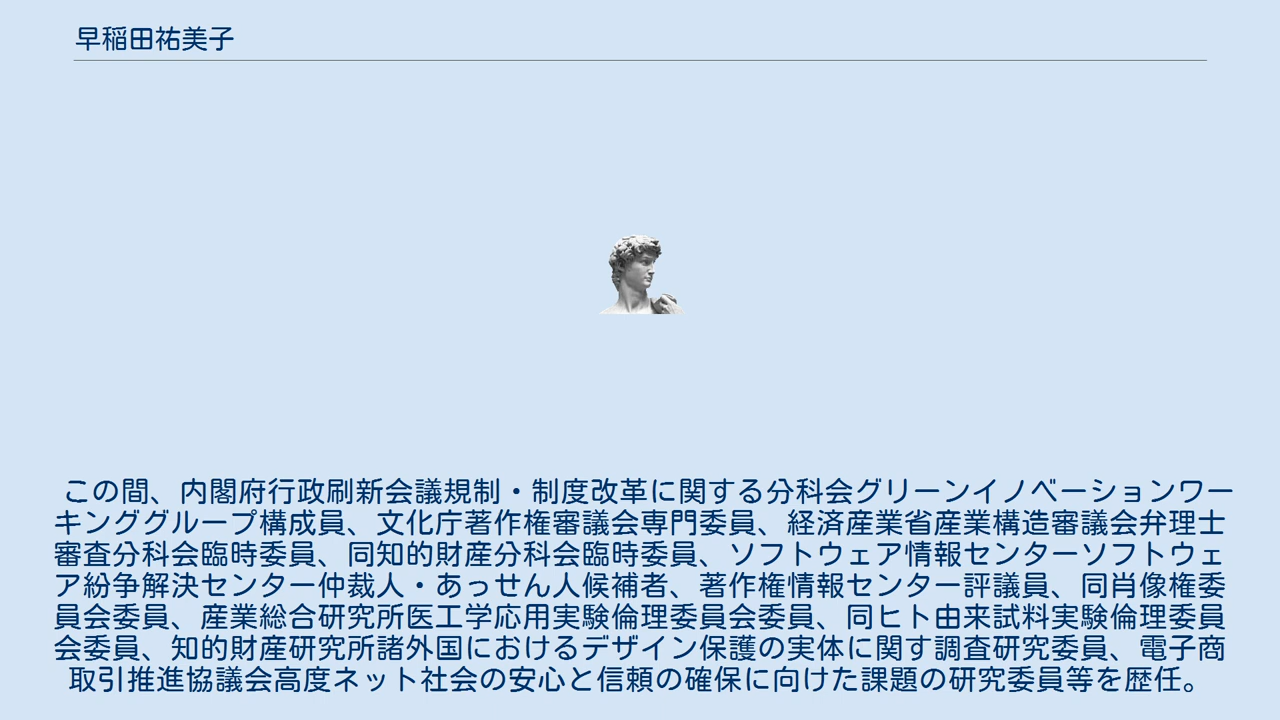 早稲田祐美子
この間、内閣府行政刷新会議規制・制度改革に関する分科会グリーンイノベーションワー
キンググループ構成員、文化庁著作権審議会専門委員、経済産業省産業構造審議会弁理士
審査分科会臨時委員、同知的財産分科会臨時委員、ソフトウェア情報センターソフトウェ
ア紛争解決センター仲裁人・あっせん人候補者、著作権情報センター評議員、同肖像権委
員会委員、産業総合研究所医工学応用実験倫理委員会委員、同ヒト由来試料実験倫理委員
会委員、知的財産研究所諸外国におけるデザイン保護の実体に関す調査研究委員、電子商
取引推進協議会高度ネット社会の安心と信頼の確保に向けた課題の研究委員等を歴任。